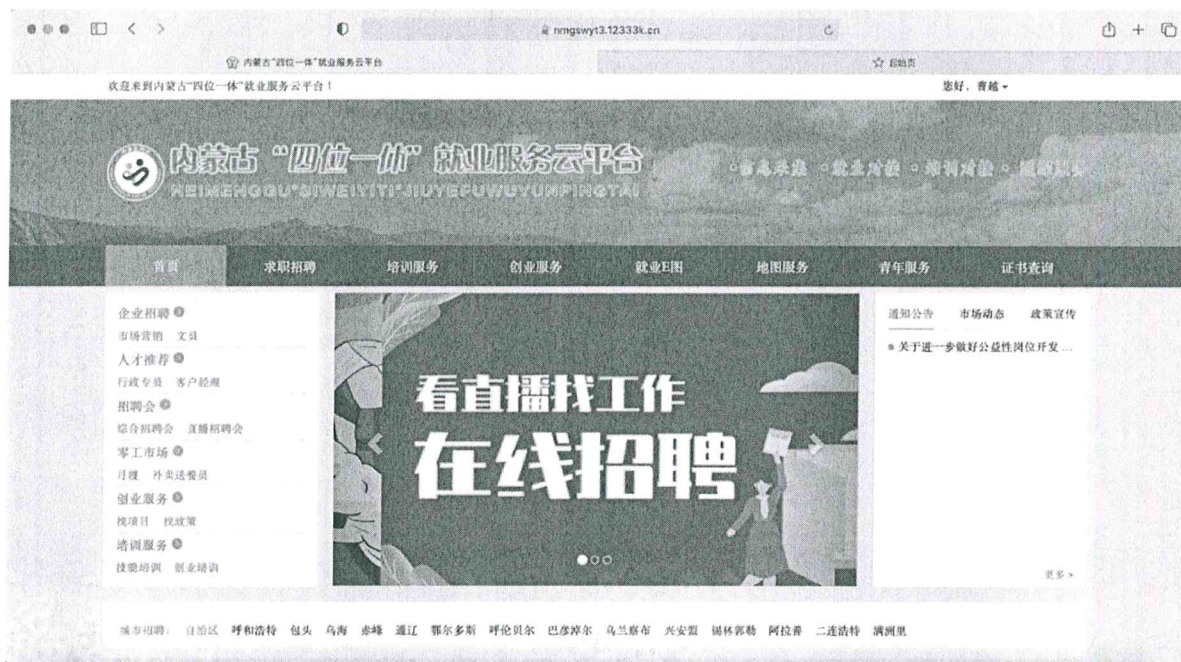 nmgswyt3.12333k.cn
内蒙古"四位一体"就业服务云平台 起始页
欢迎来到内蒙古"四位一体"就业服务云平台! 您好,曹越
内蒙古"四位一体"就业服务云平台
NEIMENGGU"SIWEIYITI"JIUYEFUWUYUNPINGTAI
首页 求职招聘 培训服务 创业服务 就业E图 地图服务 青年服务 证书查询
企业招聘
市场营销 文员
人才推荐
行政专员 客户经理
招聘会
综合招聘会 直播招聘会
零工市场
月嫂 外卖送餐员
创业服务
找项目 找政策
培训服务
技能培训 创业培训
看直播找工作
在线招聘
通知公告 市场动态 政策宣传
关于进一步做好公益性岗位开发 ...
更多 >
城市招聘: 自治区 呼和浩特 包头 乌海 赤峰 通辽 鄂尔多斯 呼伦贝尔 巴彦淖尔 乌兰察布 兴安盟 锡林郭勒 阿拉善 二连浩特 满洲里